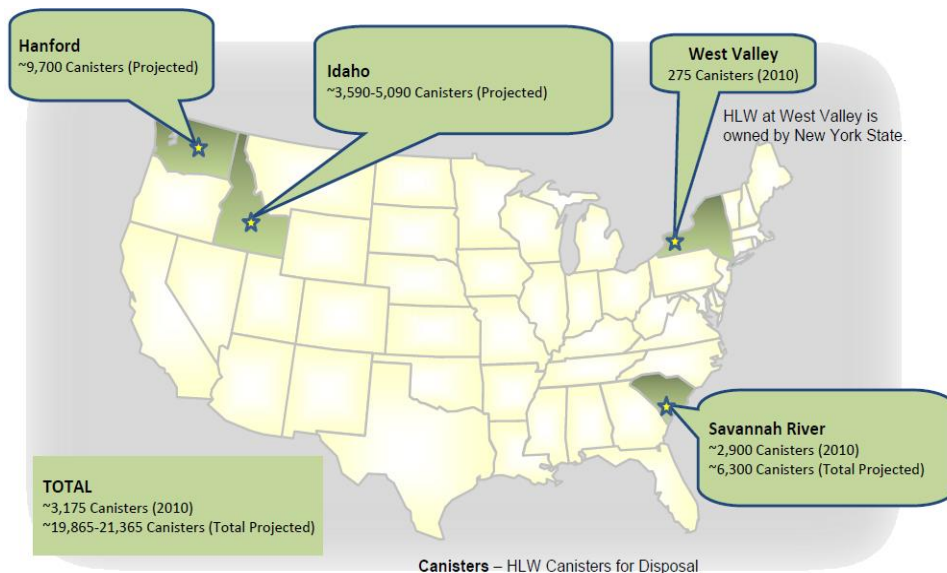 Hanford
~9,700 Canisters (Projected)
Idaho
~3,590-5,090 Canisters (Projected)
West Valley
275 Canisters (2010)
HLW at West Valley is
owned by New York State.
Savannah River
~2,900 Canisters (2010)
~6,300 Canisters (Total Projected)
TOTAL
~3,175 Canisters (2010)
~19,865-21,365 Canisters (Total Projected)
Canisters – HLW Canisters for Disposal